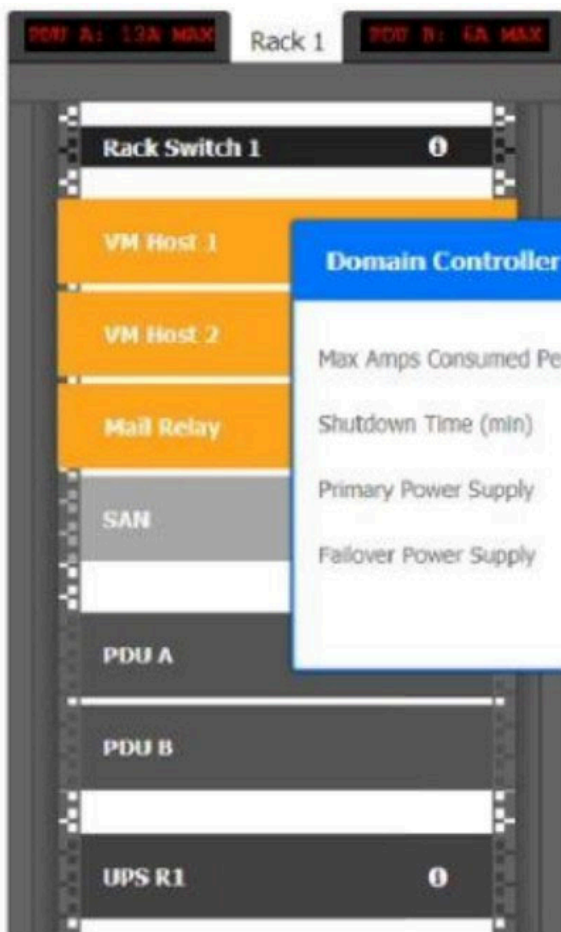 PDU A: 13A MAX
Rack 1
PDU B: 6A MAX
Rack Switch 1
VM Host 1
Domain Controller
VM Host 2
Max Amps Consumed Pe
Mail Relay
Shutdown Time (min)
Primary Power Supply
SAN
Failover Power Supply
PDU A
PDU B
UPS R1